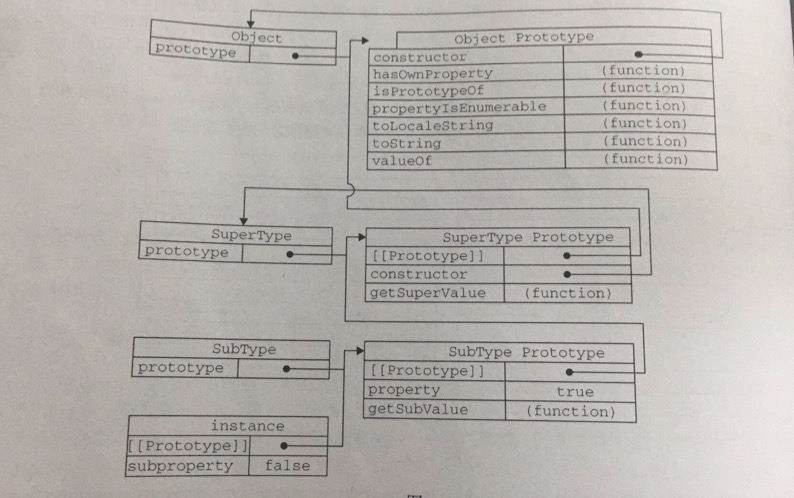 Object
prototype
Object Prototype
constructor
hasOwnProperty (function)
isPrototypeOf (function)
propertyIsEnumerable (function)
toLocaleString (function)
toString (function)
valueOf (function)
SuperType
prototype
SuperType Prototype
[[Prototype]]
constructor
getSuperValue (function)
SubType
prototype
SubType Prototype
[[Prototype]]
property true
getSubValue (function)
instance
[[Prototype]]
subproperty false